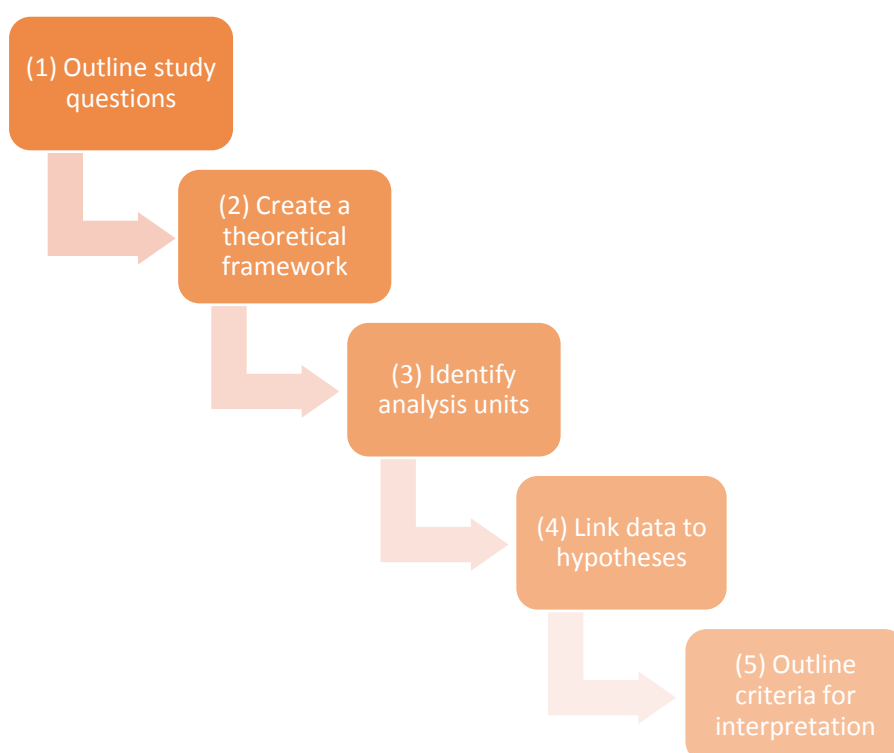 (1) Outline study
questions
(2) Create a
theoretical
framework
(3) Identify
analysis units
(4) Link data to
hypotheses
(5) Outline
criteria for
interpretation